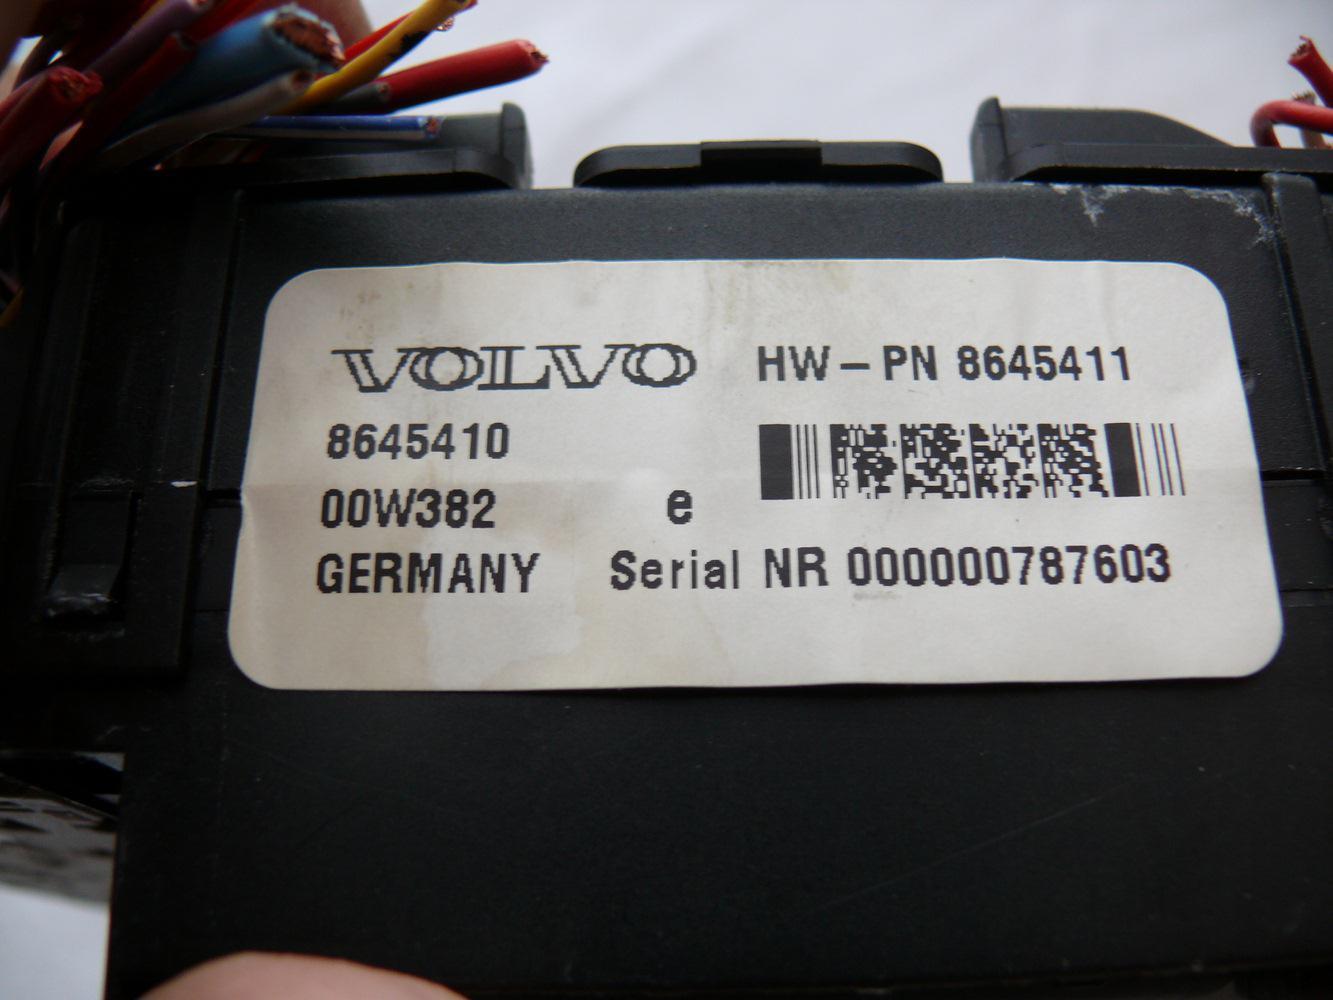 VOLVO HW-PN 8645411
8645410
00W382 e
GERMANY Serial NR 000000787603